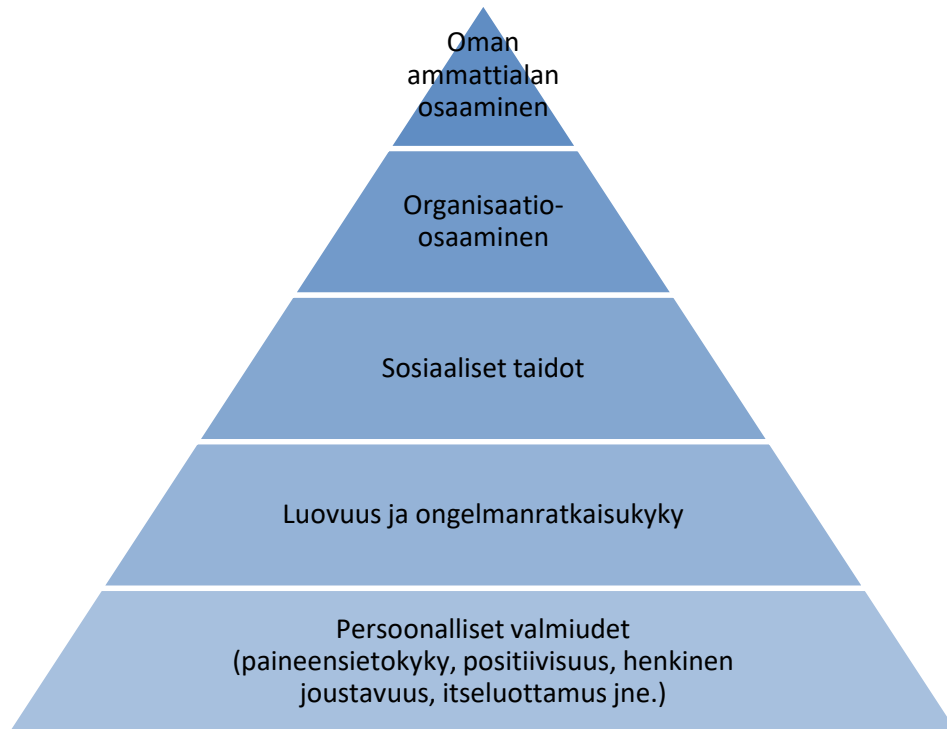 Oman
ammattialan
osaaminen
Organisaatio-
osaaminen
Sosiaaliset taidot
Luovuus ja ongelmanratkaisukyky
Persoonalliset valmiudet
(paineensietokyky, positiivisuus, henkinen
joustavuus, itseluottamus jne.)